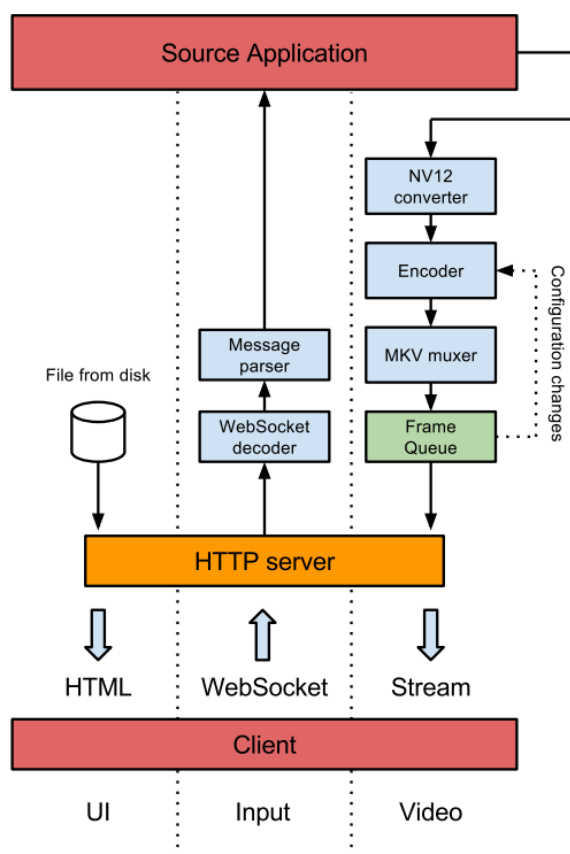 Source Application
NV12
converter
Encoder
Configuration changes
Message
parser
MKV muxer
File from disk
WebSocket
decoder
Frame
Queue
HTTP server
HTML
WebSocket
Stream
Client
UI
Input
Video